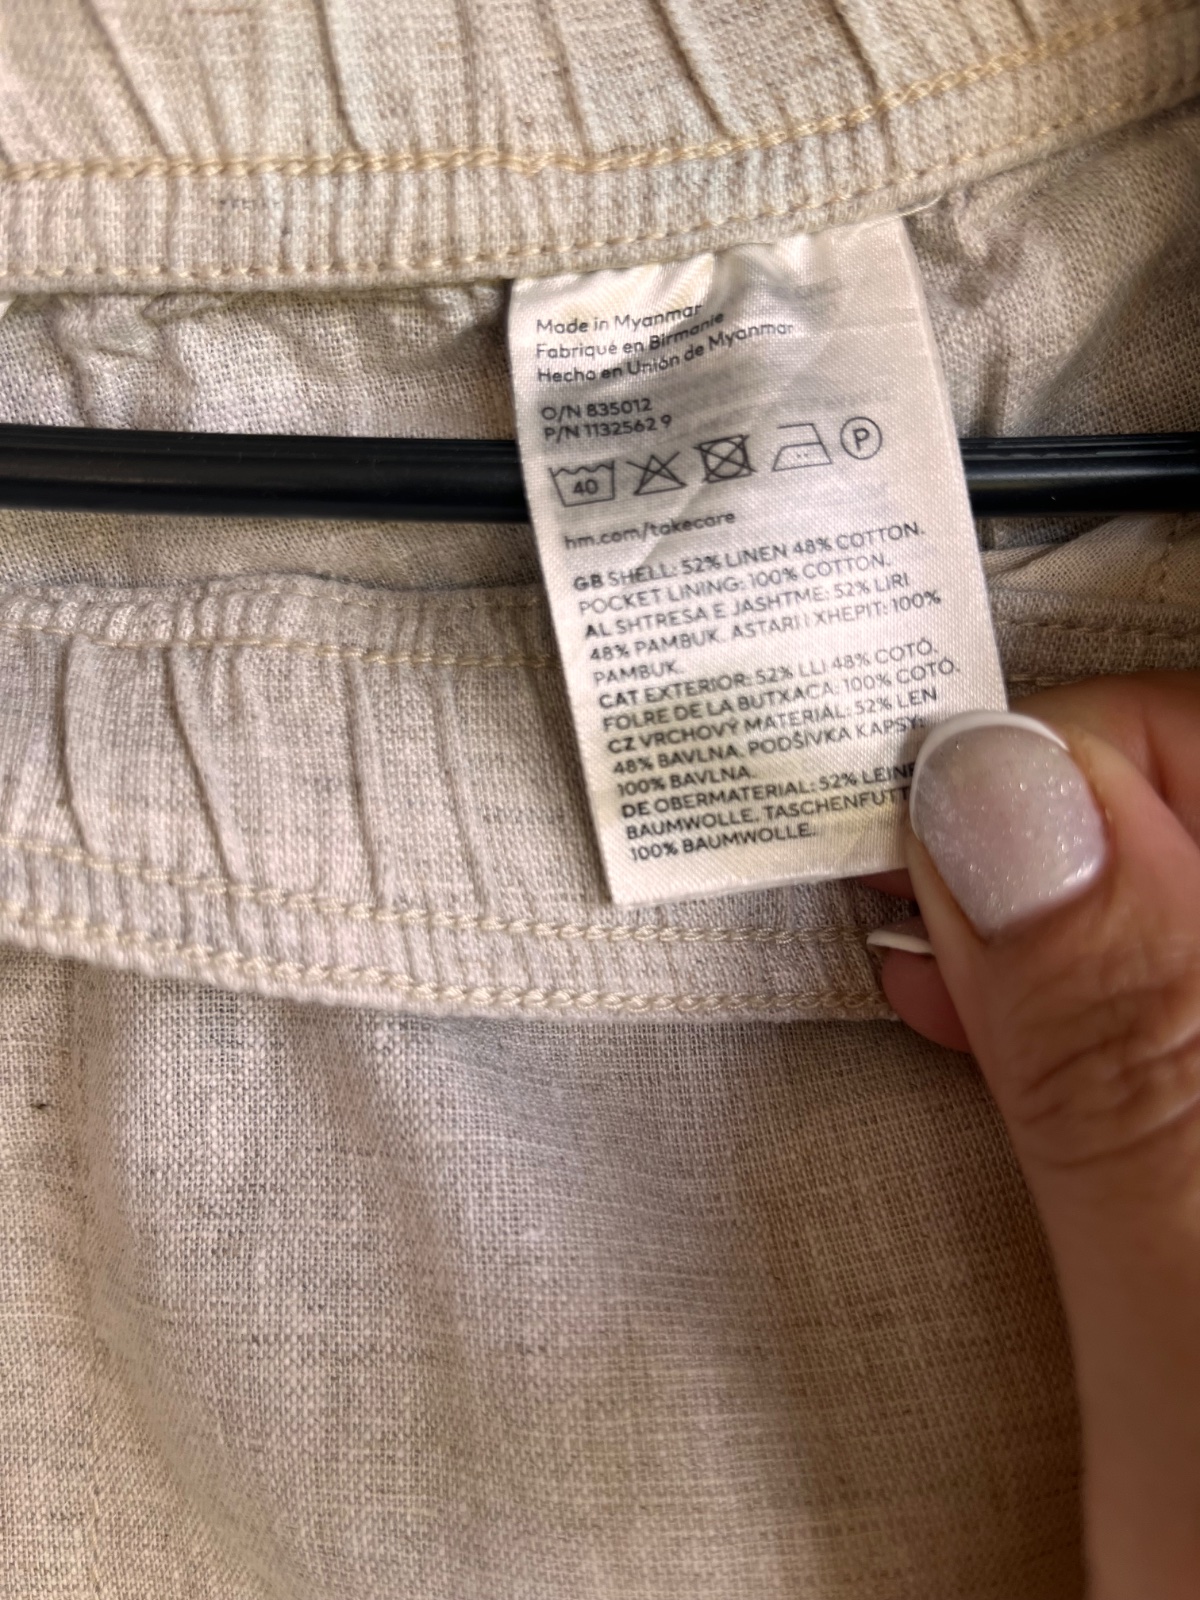 Made in Myanmar
Fabriqué en Birmanie
Hecho en Unión de Myanmar
O/N 835012
P/N 1132562 9
40 P
hm.com/takecare
GB SHELL: 52% LINEN 48% COTTON.
POCKET LINING: 100% COTTON.
AL SHTRESA E JASHTME: 52% LIRI
48% PAMBUK. ASTARI I XHEPIT: 100%
PAMBUK.
CAT EXTERIOR: 52% LLI 48% COTÓ.
FOLRE DE LA BUTXACA: 100% COTÓ.
CZ VRCHOVÝ MATERIÁL: 52% LEN
48% BAVLNA. PODŠÍVKA KAPSY:
100% BAVLNA.
DE OBERMATERIAL: 52% LEINE
BAUMWOLLE. TASCHENFUTT
100% BAUMWOLLE.